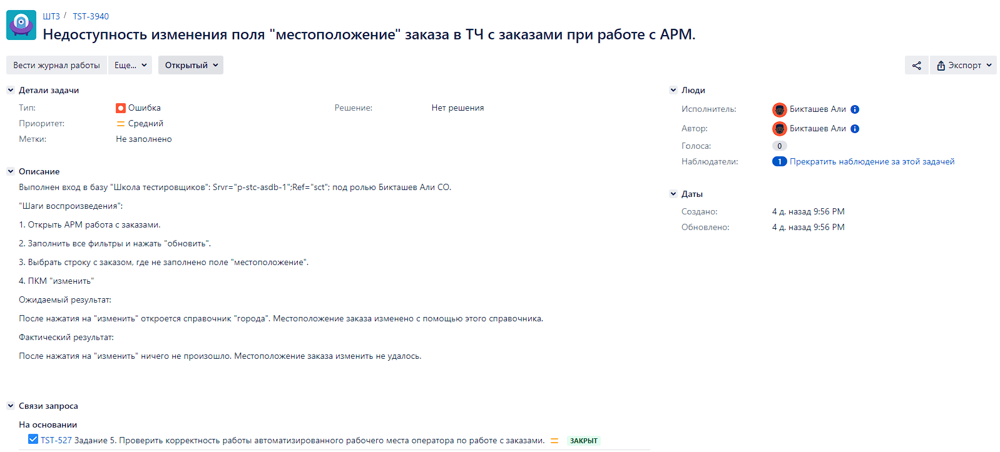 ШТ3 / TST-3940
Недоступность изменения поля "местоположение" заказа в ТЧ с заказами при работе с АРМ.
Вести журнал работы Еще... Открытый Экспорт
Детали задачи
Тип: Ошибка Решение: Нет решения
Приоритет: Средний
Метки: Не заполнено
Описание
Выполнен вход в базу "Школа тестировщиков": Srvr="p-stc-asdb-1";Ref="sct"; под ролью Бикташев Али СО.
"Шаги воспроизведения":
1. Открыть АРМ работа с заказами.
2. Заполнить все фильтры и нажать "обновить".
3. Выбрать строку с заказом, где не заполнено поле "местоположение".
4. ПКМ "изменить"
Ожидаемый результат:
После нажатия на "изменить" откроется справочник "города". Местоположение заказа изменено с помощью этого справочника.
Фактический результат:
После нажатия на "изменить" ничего не произошло. Местоположение заказа изменить не удалось.
Связи запроса
На основании
TST-527 Задание 5. Проверить корректность работы автоматизированного рабочего места оператора по работе с заказами. ЗАКРЫТ
Люди
Исполнитель: Бикташев Али
Автор: Бикташев Али
Голоса: 0
Наблюдатели: 1 Прекратить наблюдение за этой задачей
Даты
Создано: 4 д. назад 9:56 PM
Обновлено: 4 д. назад 9:56 PM